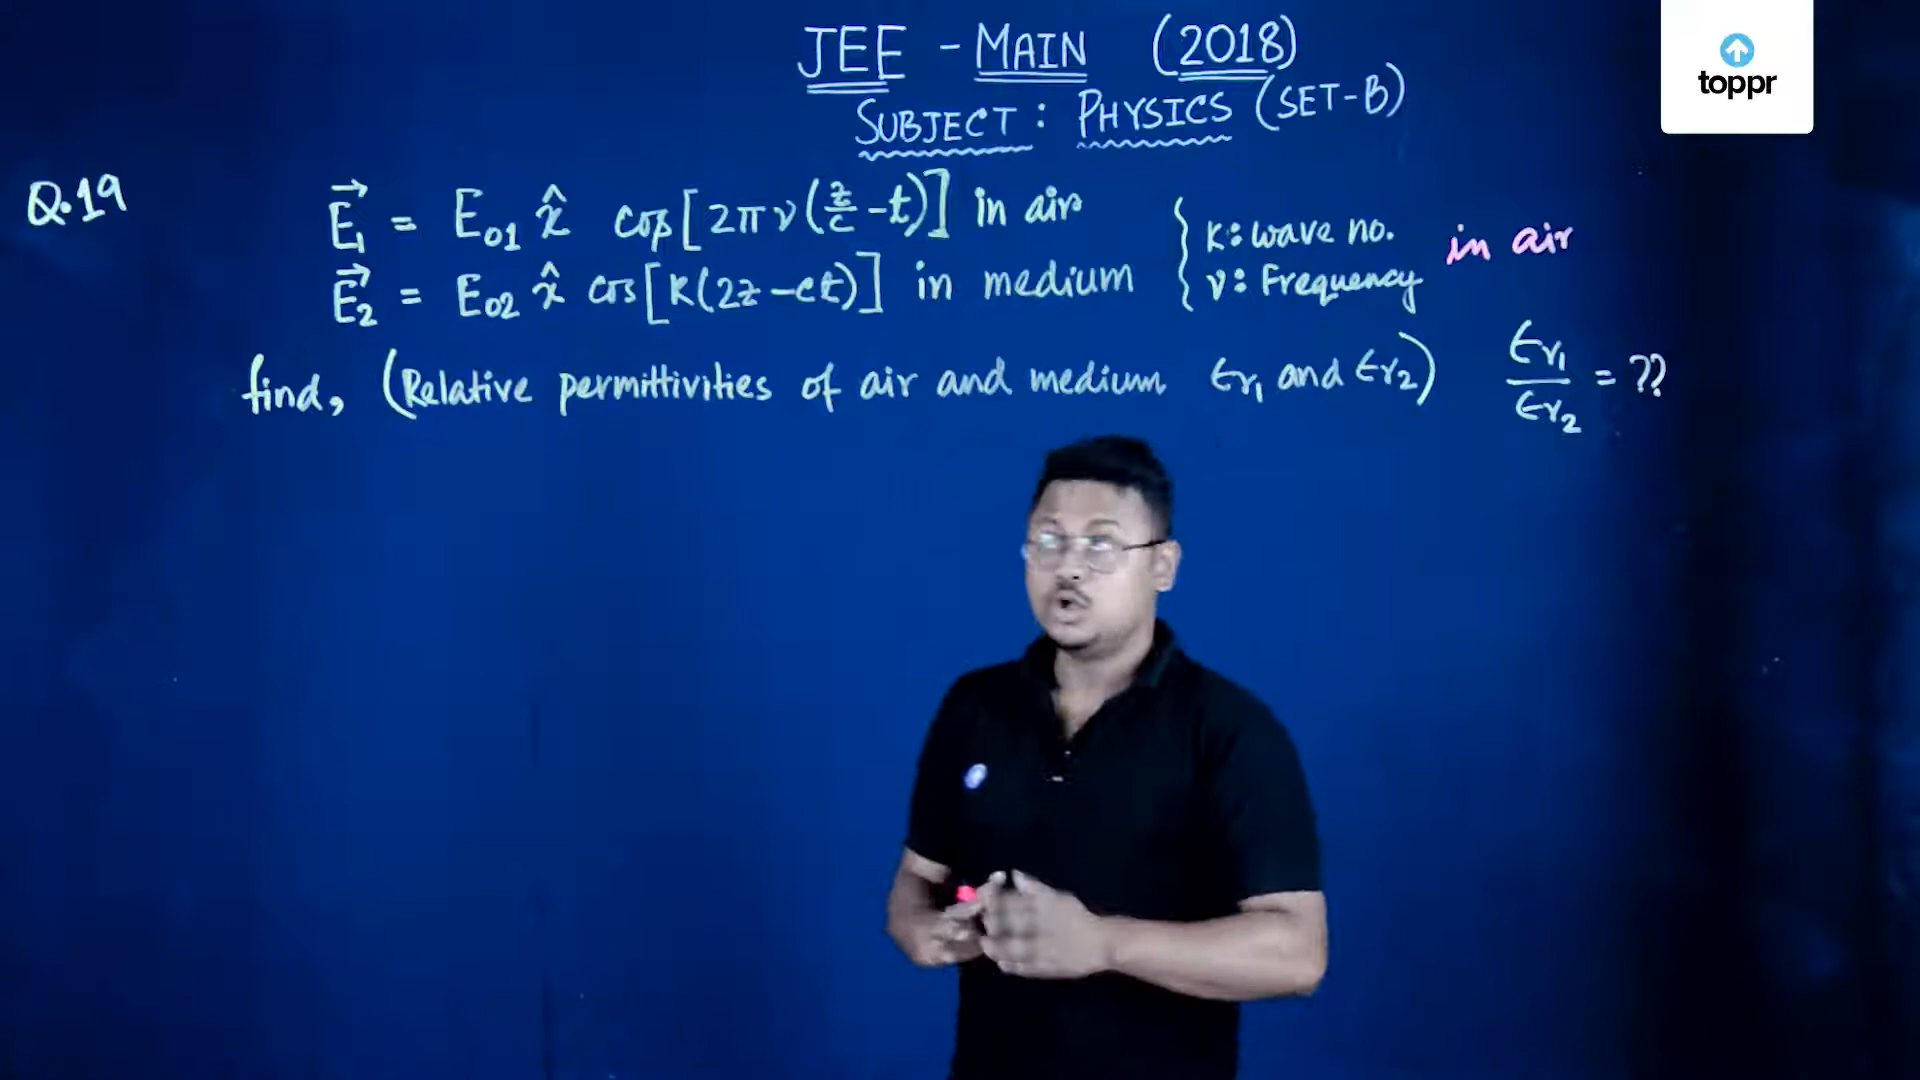 JEE - MAIN (2018)
toppr
SUBJECT : PHYSICS (SET-B)
Q.19
E⃗₁ = E₀₁ x̂ cos[2πν(z/c - t)] in air
E⃗₂ = E₀₂ x̂ cos[k(2z - ct)] in medium
{ K: wave no.
ν: Frequency
in air
find, (Relative permittivities of air and medium ϵr₁ and ϵr₂) ϵr₁/ϵr₂ = ??